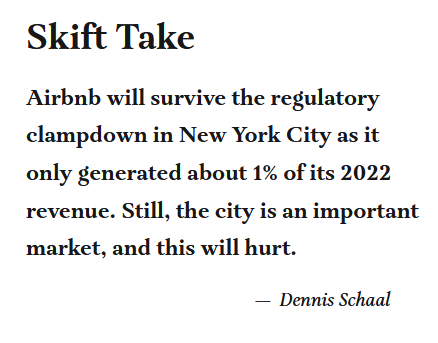 Skift Take
Airbnb will survive the regulatory
clampdown in New York City as it
only generated about 1% of its 2022
revenue. Still, the city is an important
market, and this will hurt.
— Dennis Schaal